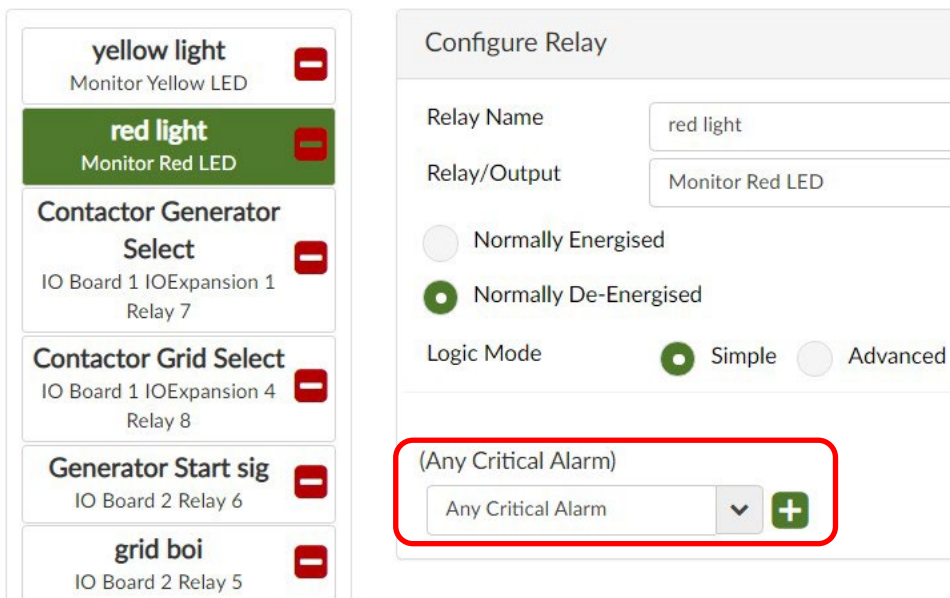 yellow light
Monitor Yellow LED
red light
Monitor Red LED
Contactor Generator
Select
IO Board 1 IOExpansion 1
Relay 7
Contactor Grid Select
IO Board 1 IOExpansion 4
Relay 8
Generator Start sig
IO Board 2 Relay 6
grid boi
IO Board 2 Relay 5
Configure Relay
Relay Name
red light
Relay/Output
Monitor Red LED
Normally Energised
Normally De-Energised
Logic Mode
Simple
Advanced
(Any Critical Alarm)
Any Critical Alarm